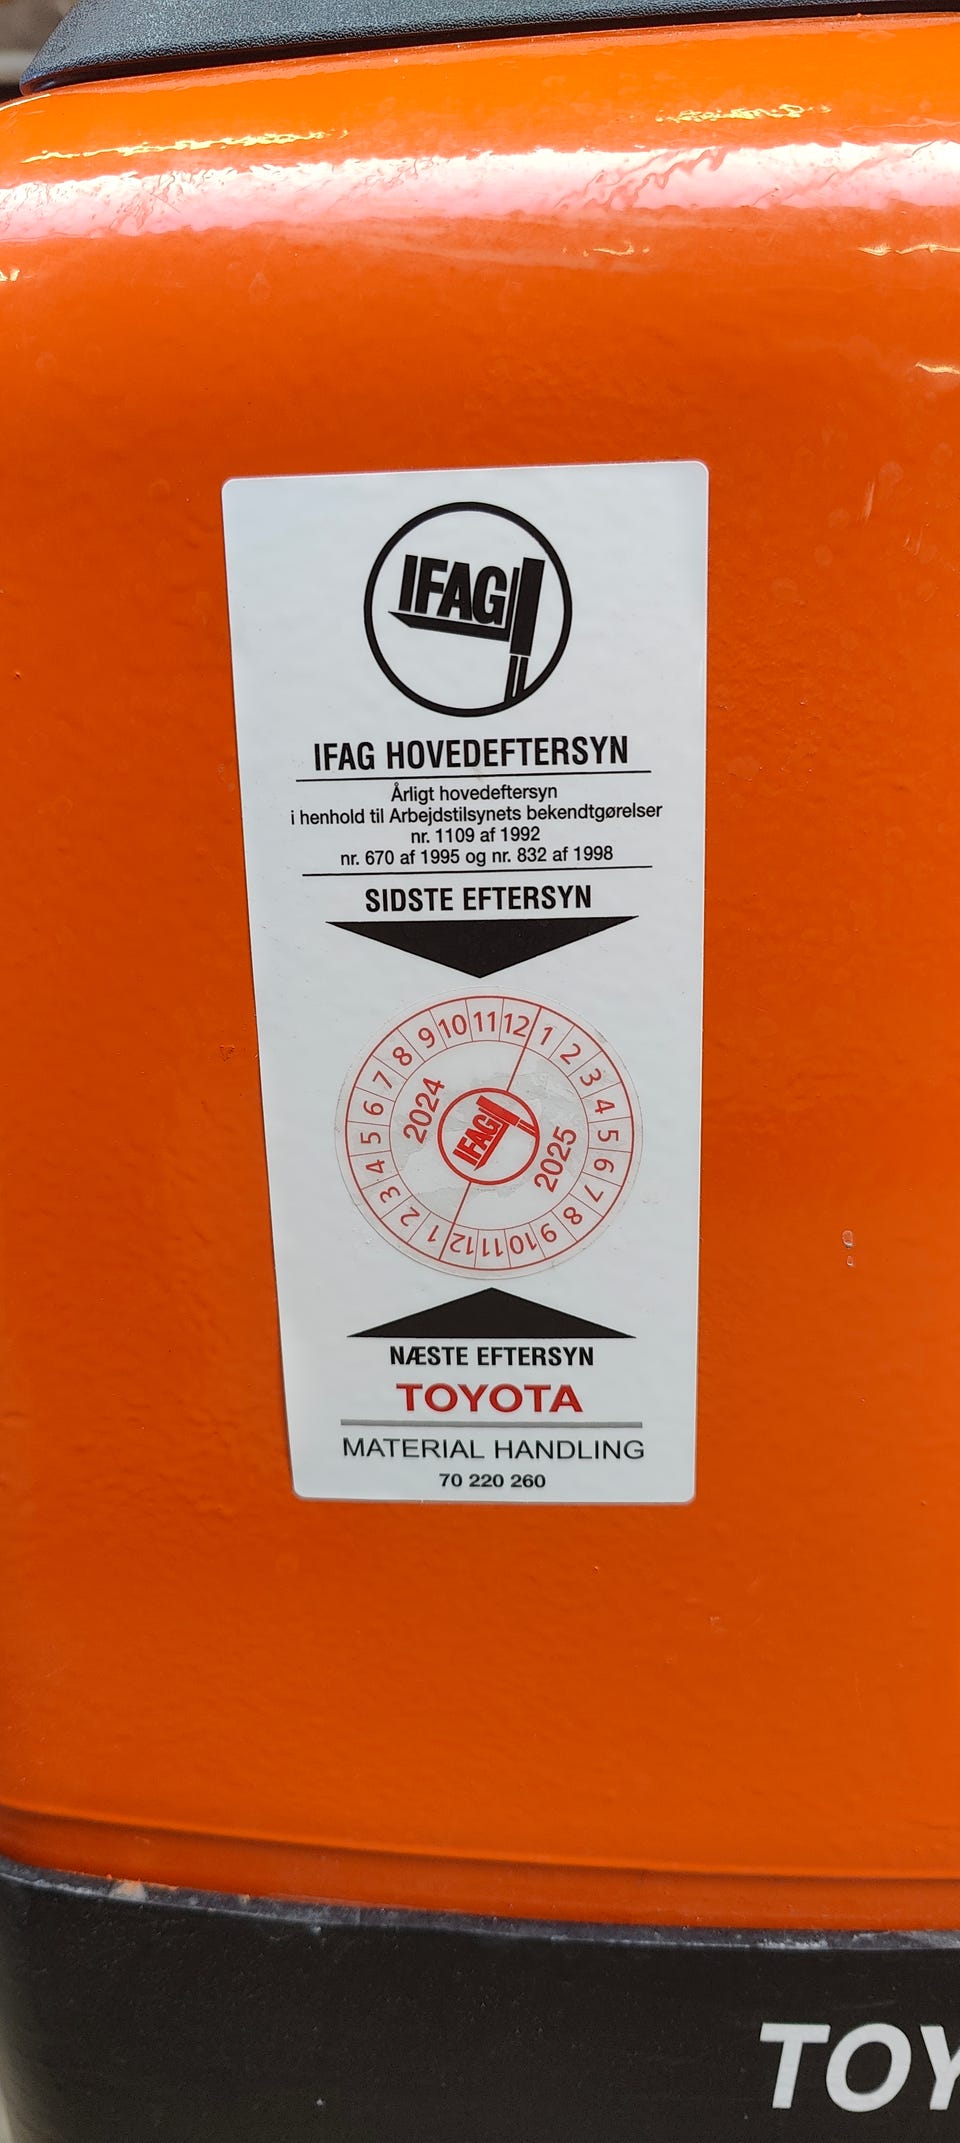 IFAG
IFAG HOVEDEFTERSYN
Årligt hovedeftersyn
i henhold til Arbejdstilsynets bekendtgørelser
nr. 1109 af 1992
nr. 670 af 1995 og nr. 832 af 1998
SIDSTE EFTERSYN
1 2 3 4 5 6 7 8 9 10 11 12
2024
IFAG
2025
1 2 3 4 5 6 7 8 9 10 11 12
NÆSTE EFTERSYN
TOYOTA
MATERIAL HANDLING
70 220 260
TOY